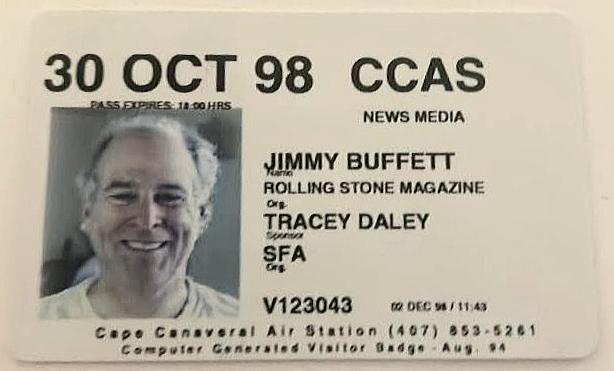 30 OCT 98 CCAS
PASS EXPIRES: 18:00 HRS
NEWS MEDIA
JIMMY BUFFETT
Name
ROLLING STONE MAGAZINE
Org.
TRACEY DALEY
Sponsor
SFA
Org.
V123043 02 DEC 98 / 11:43
Cape Canaveral Air Station (407) 853-5261
Computer Generated Visitor Badge - Aug. 94